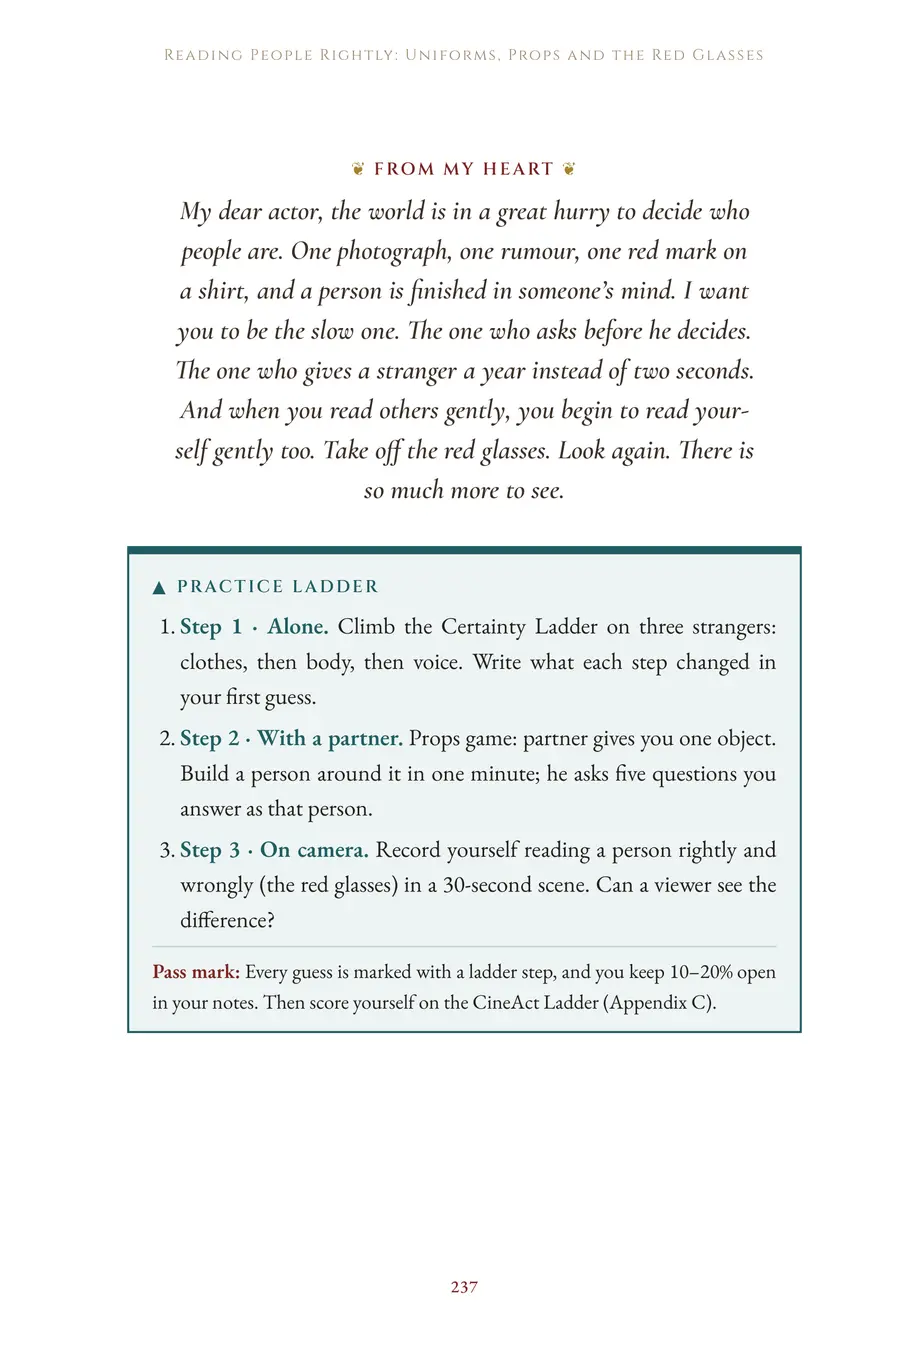 Reading People Rightly: Uniforms, Props and the Red Glasses
❦ FROM MY HEART ❦
My dear actor, the world is in a great hurry to decide who
people are. One photograph, one rumour, one red mark on
a shirt, and a person is finished in someone’s mind. I want
you to be the slow one. The one who asks before he decides.
The one who gives a stranger a year instead of two seconds.
And when you read others gently, you begin to read your-
self gently too. Take off the red glasses. Look again. There is
so much more to see.
▲ PRACTICE LADDER
1. Step 1 · Alone. Climb the Certainty Ladder on three strangers:
clothes, then body, then voice. Write what each step changed in
your first guess.
2. Step 2 · With a partner. Props game: partner gives you one object.
Build a person around it in one minute; he asks five questions you
answer as that person.
3. Step 3 · On camera. Record yourself reading a person rightly and
wrongly (the red glasses) in a 30-second scene. Can a viewer see the
difference?
Pass mark: Every guess is marked with a ladder step, and you keep 10–20% open
in your notes. Then score yourself on the CineAct Ladder (Appendix C).
237